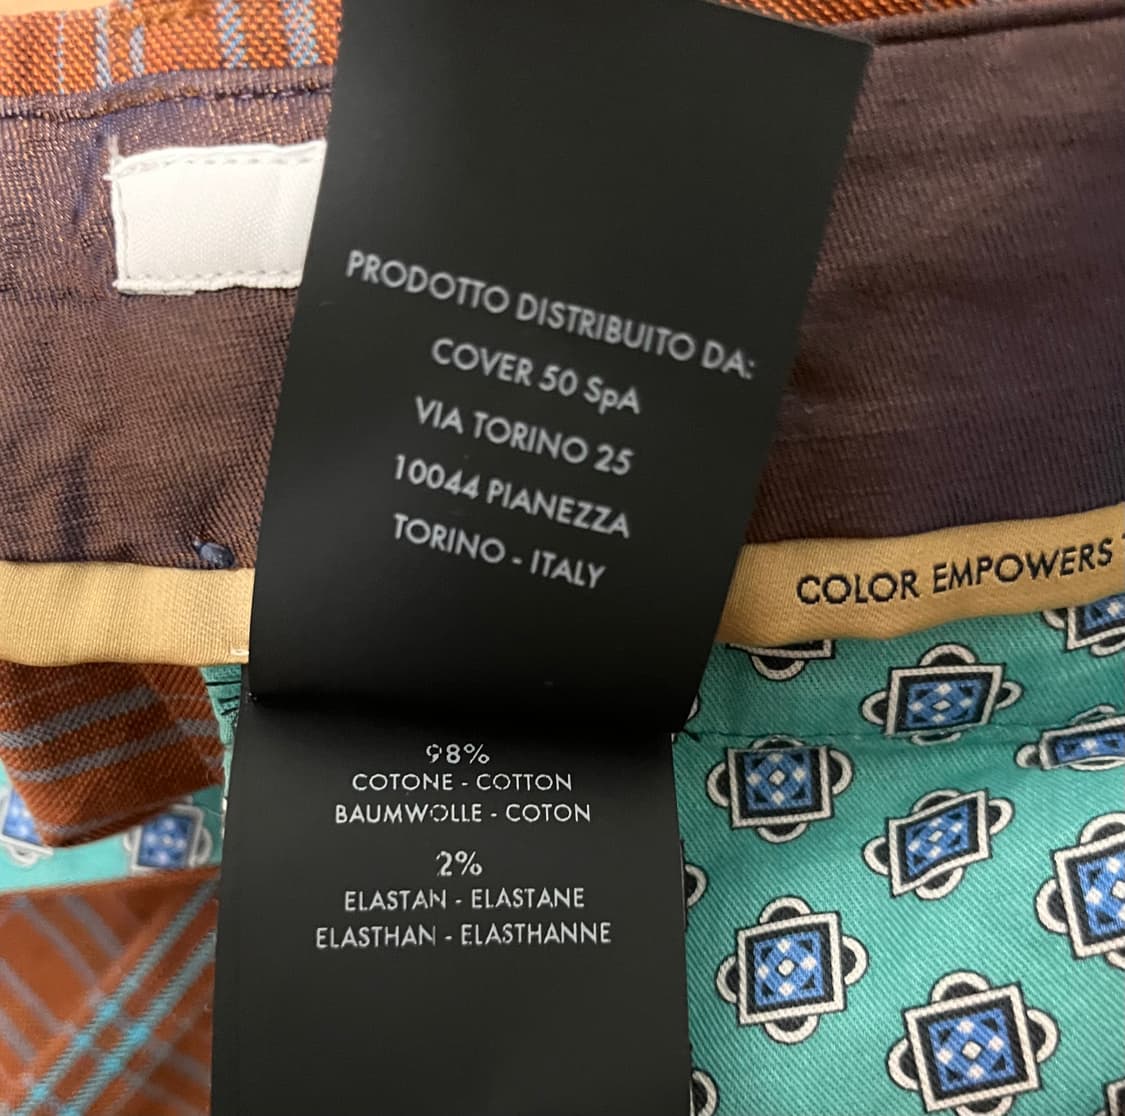 PRODOTTO DISTRIBUITO DA:
COVER 50 SpA
VIA TORINO 25
10044 PIANEZZA
TORINO - ITALY
COLOR EMPOWERS
98%
COTONE - COTTON
BAUMWOLLE - COTON
2%
ELASTAN - ELASTANE
ELASTHAN - ELASTHANNE